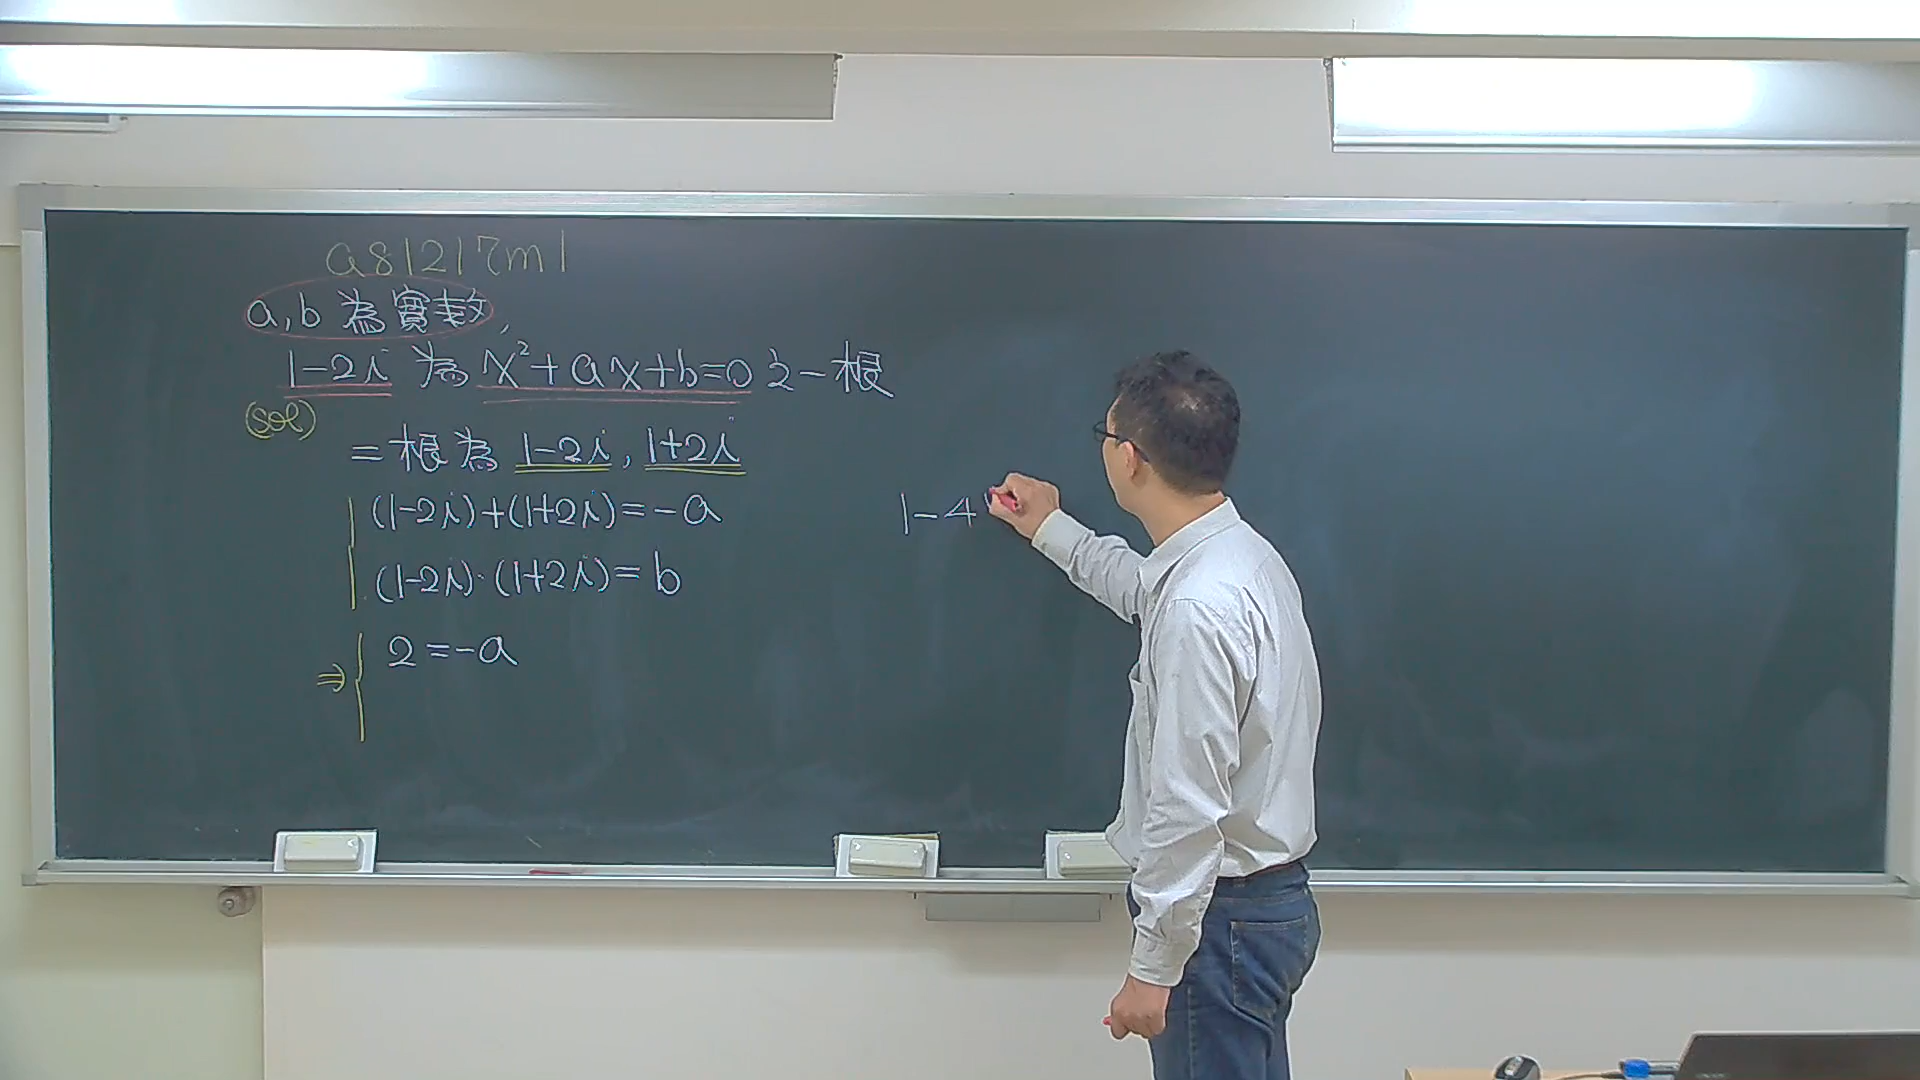 a81217m1
a,b 為實數,
1-2i 為 x²+ax+b=0 之一根
(sol)
二根為 1-2i, 1+2i
(1-2i)+(1+2i)=-a
(1-2i)·(1+2i)=b
⇒ { 2=-a
1-4